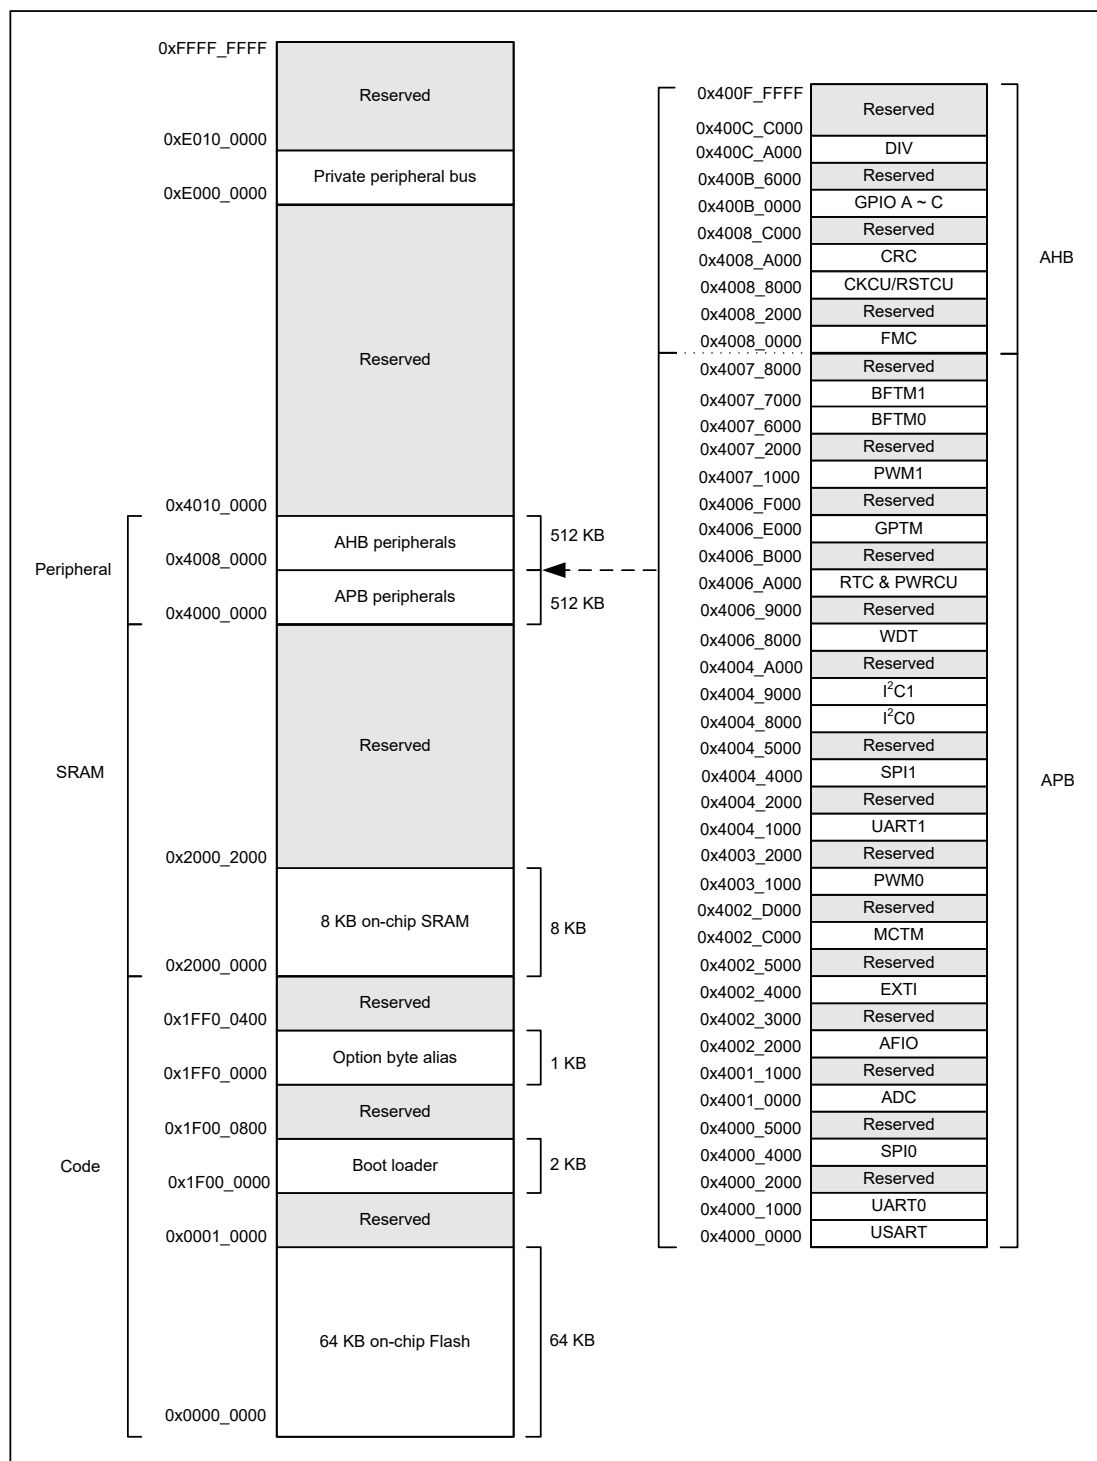 0xFFFF_FFFF
Reserved
0xE010_0000
Private peripheral bus
0xE000_0000
Reserved
0x4010_0000
AHB peripherals
512 KB
0x4008_0000
Peripheral
APB peripherals
512 KB
0x4000_0000
Reserved
SRAM
0x2000_2000
8 KB on-chip SRAM
8 KB
0x2000_0000
Reserved
0x1FF0_0400
Option byte alias
1 KB
0x1FF0_0000
Reserved
0x1F00_0800
Code
Boot loader
2 KB
0x1F00_0000
Reserved
0x0001_0000
64 KB on-chip Flash
64 KB
0x0000_0000
0x400F_FFFF
Reserved
0x400C_C000
0x400C_A000 DIV
0x400B_6000 Reserved
0x400B_0000 GPIO A ~ C
0x4008_C000 Reserved
0x4008_A000 CRC
AHB
0x4008_8000 CKCU/RSTCU
0x4008_2000 Reserved
0x4008_0000 FMC
0x4007_8000 Reserved
0x4007_7000 BFTM1
0x4007_6000 BFTM0
0x4007_2000 Reserved
0x4007_1000 PWM1
0x4006_F000 Reserved
0x4006_E000 GPTM
0x4006_B000 Reserved
0x4006_A000 RTC & PWRCU
0x4006_9000 Reserved
0x4006_8000 WDT
0x4004_A000 Reserved
0x4004_9000 I²C1
0x4004_8000 I²C0
0x4004_5000 Reserved
0x4004_4000 SPI1
APB
0x4004_2000 Reserved
0x4004_1000 UART1
0x4003_2000 Reserved
0x4003_1000 PWM0
0x4002_D000 Reserved
0x4002_C000 MCTM
0x4002_5000 Reserved
0x4002_4000 EXTI
0x4002_3000 Reserved
0x4002_2000 AFIO
0x4001_1000 Reserved
0x4001_0000 ADC
0x4000_5000 Reserved
0x4000_4000 SPI0
0x4000_2000 Reserved
0x4000_1000 UART0
0x4000_0000 USART